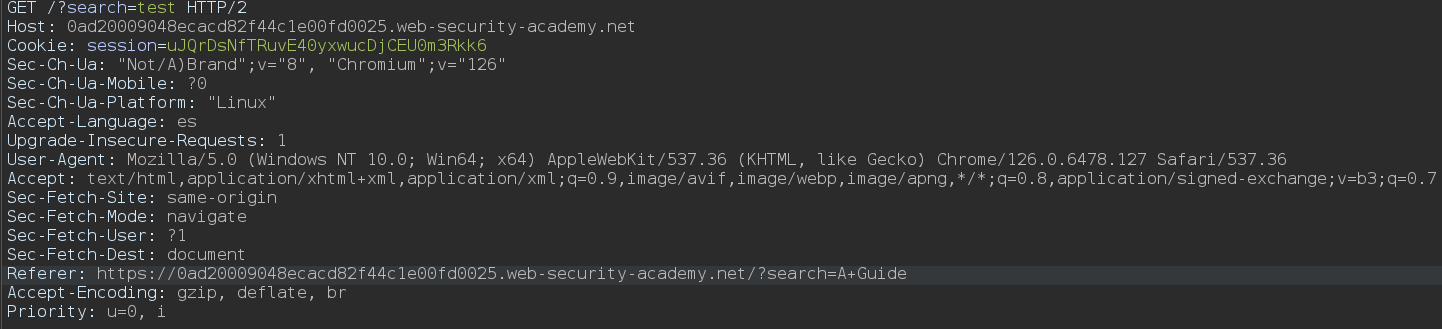 GET /?search=test HTTP/2
Host: 0ad20009048ecacd82f44c1e00fd0025.web-security-academy.net
Cookie: session=uJQrDsNfTRuvE40yxwucDjCEU0m3Rkk6
Sec-Ch-Ua: "Not/A)Brand";v="8", "Chromium";v="126"
Sec-Ch-Ua-Mobile: ?0
Sec-Ch-Ua-Platform: "Linux"
Accept-Language: es
Upgrade-Insecure-Requests: 1
User-Agent: Mozilla/5.0 (Windows NT 10.0; Win64; x64) AppleWebKit/537.36 (KHTML, like Gecko) Chrome/126.0.6478.127 Safari/537.36
Accept: text/html,application/xhtml+xml,application/xml;q=0.9,image/avif,image/webp,image/apng,*/*;q=0.8,application/signed-exchange;v=b3;q=0.7
Sec-Fetch-Site: same-origin
Sec-Fetch-Mode: navigate
Sec-Fetch-User: ?1
Sec-Fetch-Dest: document
Referer: https://0ad20009048ecacd82f44c1e00fd0025.web-security-academy.net/?search=A+Guide
Accept-Encoding: gzip, deflate, br
Priority: u=0, i